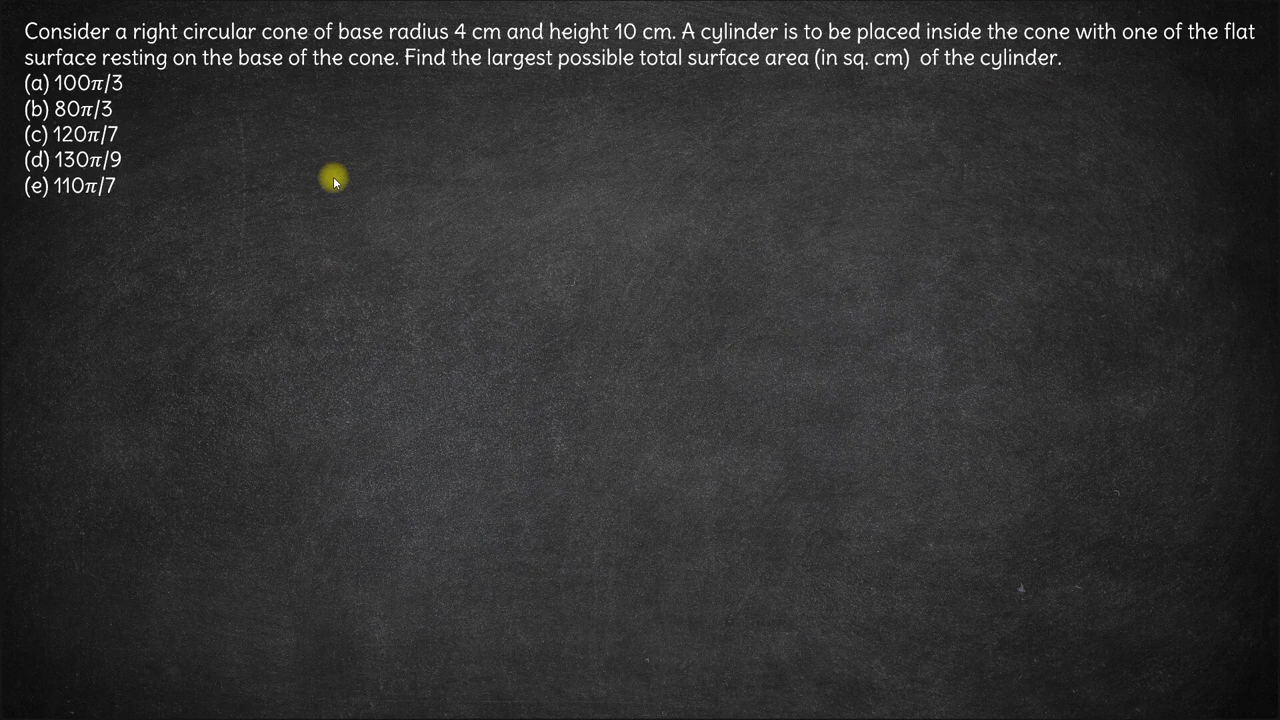 Consider a right circular cone of base radius 4 cm and height 10 cm. A cylinder is to be placed inside the cone with one of the flat
surface resting on the base of the cone. Find the largest possible total surface area (in sq. cm)  of the cylinder.
(a) 100π/3
(b) 80π/3
(c) 120π/7
(d) 130π/9
(e) 110π/7